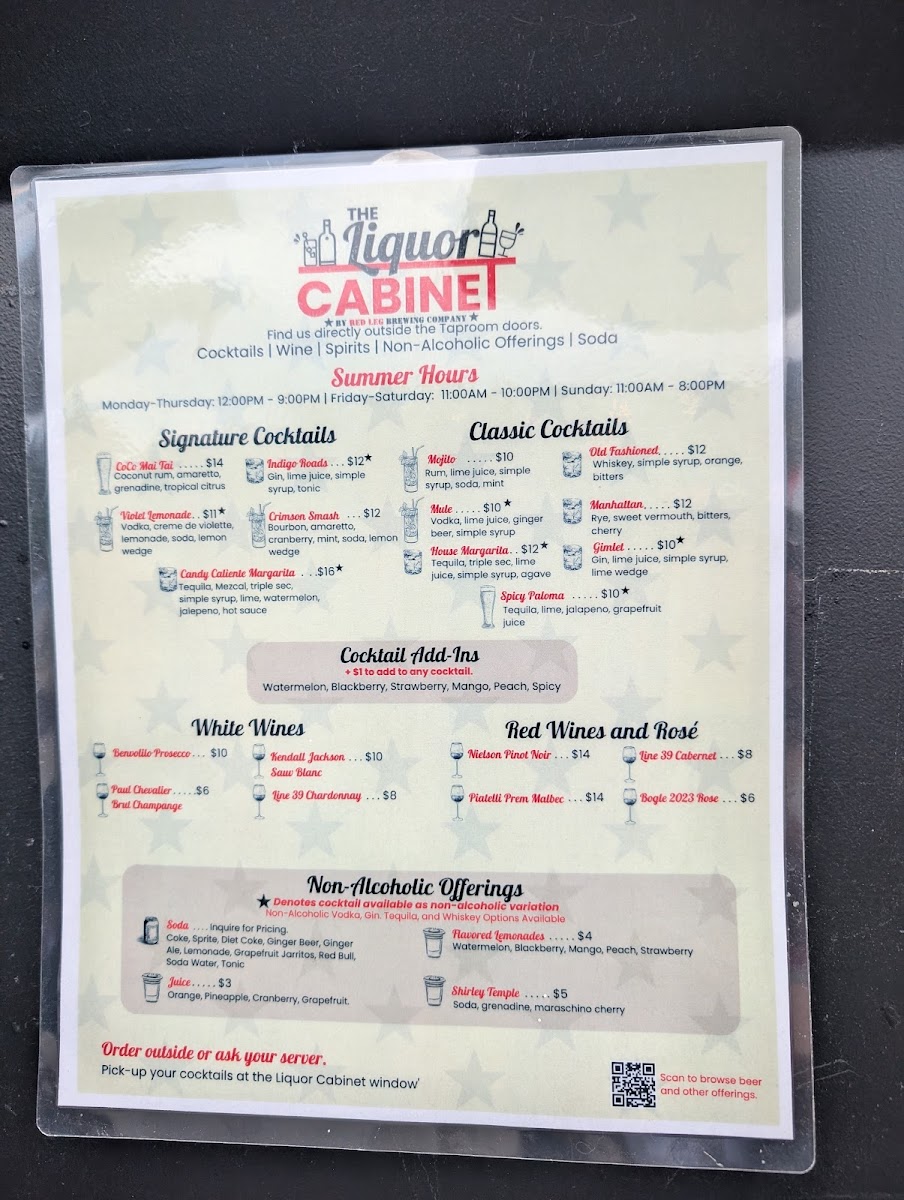 THE
Liquor
CABINET
★ BY RED LEG BREWING COMPANY ★
Find us directly outside the Taproom doors.
Cocktails | Wine | Spirits | Non-Alcoholic Offerings | Soda
Summer Hours
Monday-Thursday: 12:00PM - 9:00PM | Friday-Saturday: 11:00AM - 10:00PM | Sunday: 11:00AM - 8:00PM
Signature Cocktails
CoCo Mai Tai ..... $14
Coconut rum, amaretto,
grenadine, tropical citrus
Indigo Roads... $12★
Gin, lime juice, simple
syrup, tonic
Violet Lemonade.. $11★
Vodka, creme de violette,
lemonade, soda, lemon
wedge
Crimson Smash ... $12
Bourbon, amaretto,
cranberry, mint, soda, lemon
wedge
Candy Caliente Margarita ...$16★
Tequila, Mezcal, triple sec,
simple syrup, lime, watermelon,
jalepeno, hot sauce
Classic Cocktails
Mojito ..... $10
Rum, lime juice, simple
syrup, soda, mint
Old Fashioned..... $12
Whiskey, simple syrup, orange,
bitters
Mule ..... $10★
Vodka, lime juice, ginger
beer, simple syrup
Manhattan..... $12
Rye, sweet vermouth, bitters,
cherry
House Margarita.. $12★
Tequila, triple sec, lime
juice, simple syrup, agave
Gimlet ..... $10★
Gin, lime juice, simple syrup,
lime wedge
Spicy Paloma ..... $10★
Tequila, lime, jalapeno, grapefruit
juice
Cocktail Add-Ins
+ $1 to add to any cocktail.
Watermelon, Blackberry, Strawberry, Mango, Peach, Spicy
White Wines
Benvolio Prosecco... $10
Kendall Jackson ... $10
Sauv Blanc
Paul Chevalier.....$6
Brut Champange
Line 39 Chardonnay ... $8
Red Wines and Rosé
Nielson Pinot Noir ... $14
Line 39 Cabernet ... $8
Piatelli Prem Malbec ... $14
Bogle 2023 Rose ... $6
Non-Alcoholic Offerings
★ Denotes cocktail available as non-alcoholic variation
Non-Alcoholic Vodka, Gin, Tequila, and Whiskey Options Available
Soda ....Inquire for Pricing.
Coke, Sprite, Diet Coke, Ginger Beer, Ginger
Ale, Lemonade, Grapefruit Jarritos, Red Bull,
Soda Water, Tonic
Flavored Lemonades ..... $4
Watermelon, Blackberry, Mango, Peach, Strawberry
Juice..... $3
Orange, Pineapple, Cranberry, Grapefruit.
Shirley Temple ..... $5
Soda, grenadine, maraschino cherry
Order outside or ask your server.
Pick-up your cocktails at the Liquor Cabinet window'
Scan to browse beer
and other offerings.